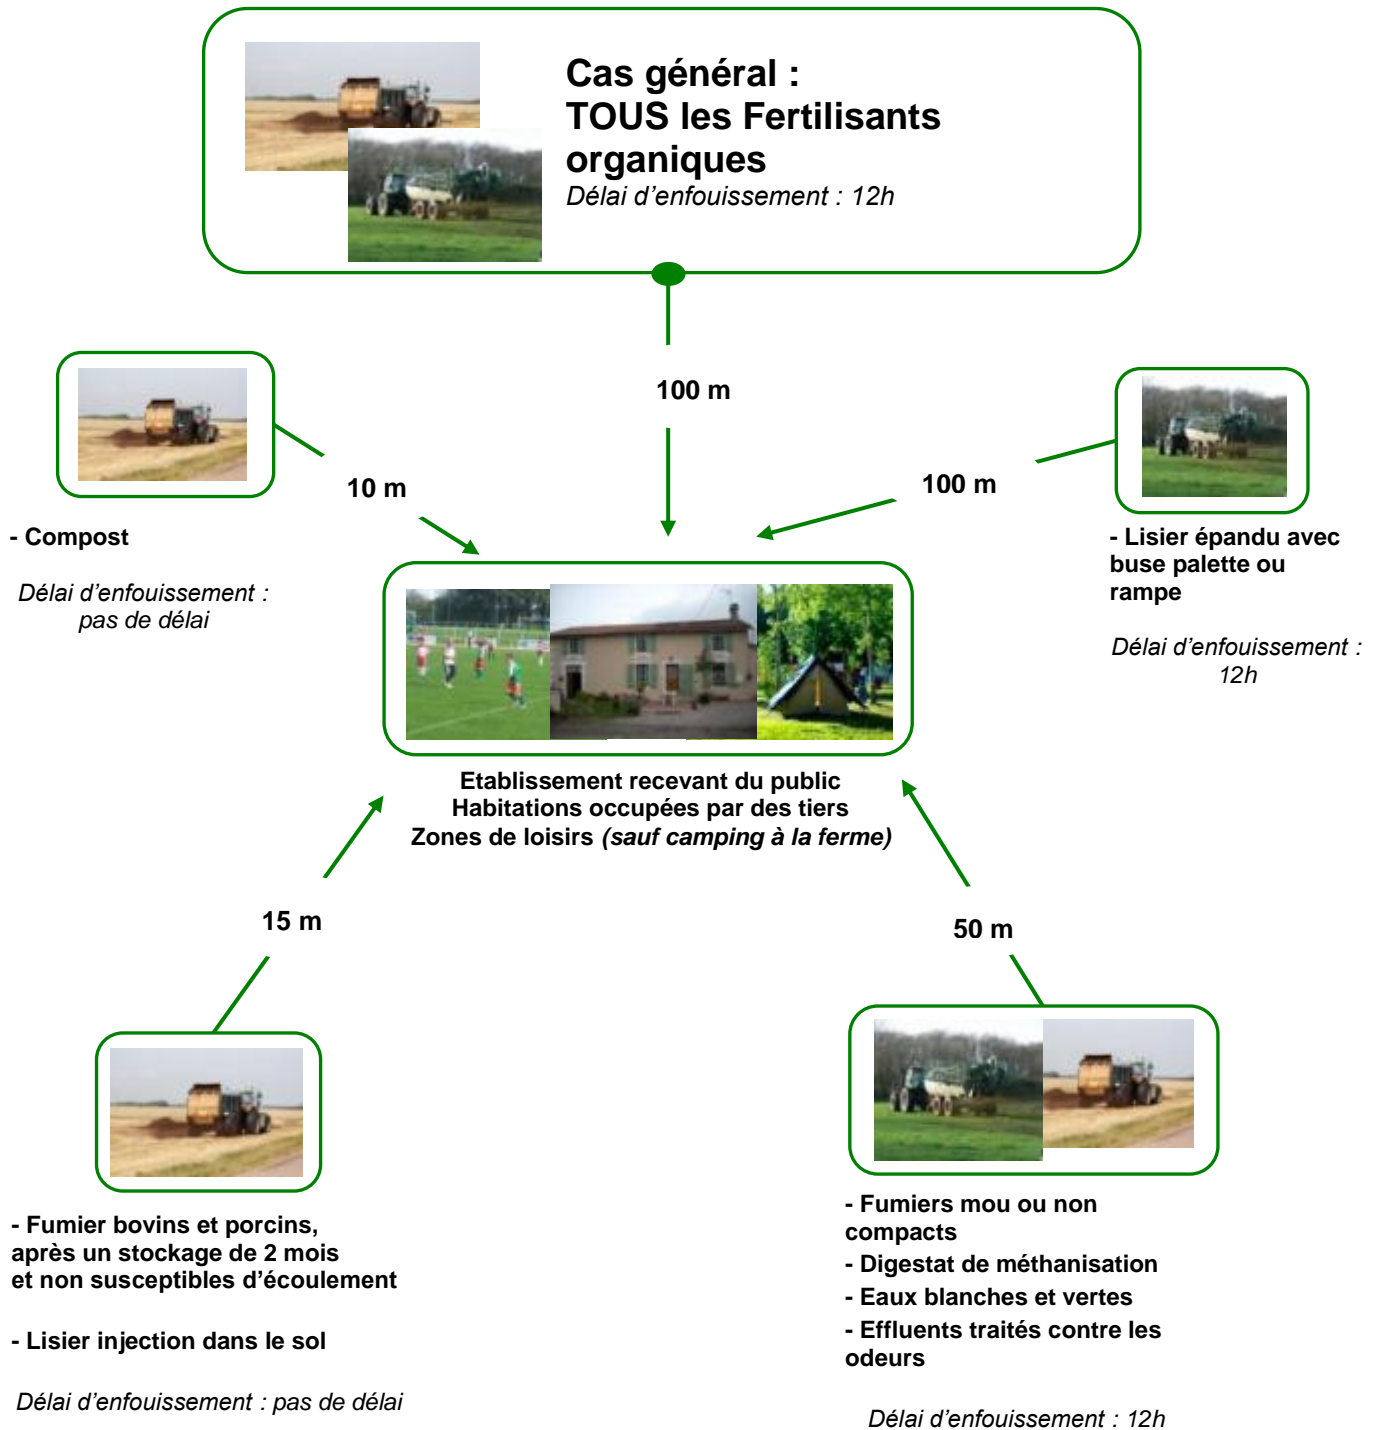 Cas général :
TOUS les Fertilisants
organiques
Délai d'enfouissement : 12h
100 m
10 m
100 m
- Compost
Délai d'enfouissement :
pas de délai
- Lisier épandu avec
buse palette ou
rampe
Délai d'enfouissement :
12h
Etablissement recevant du public
Habitations occupées par des tiers
Zones de loisirs (sauf camping à la ferme)
15 m
50 m
- Fumier bovins et porcins,
après un stockage de 2 mois
et non susceptibles d'écoulement
- Lisier injection dans le sol
Délai d'enfouissement : pas de délai
- Fumiers mou ou non
compacts
- Digestat de méthanisation
- Eaux blanches et vertes
- Effluents traités contre les
odeurs
Délai d'enfouissement : 12h